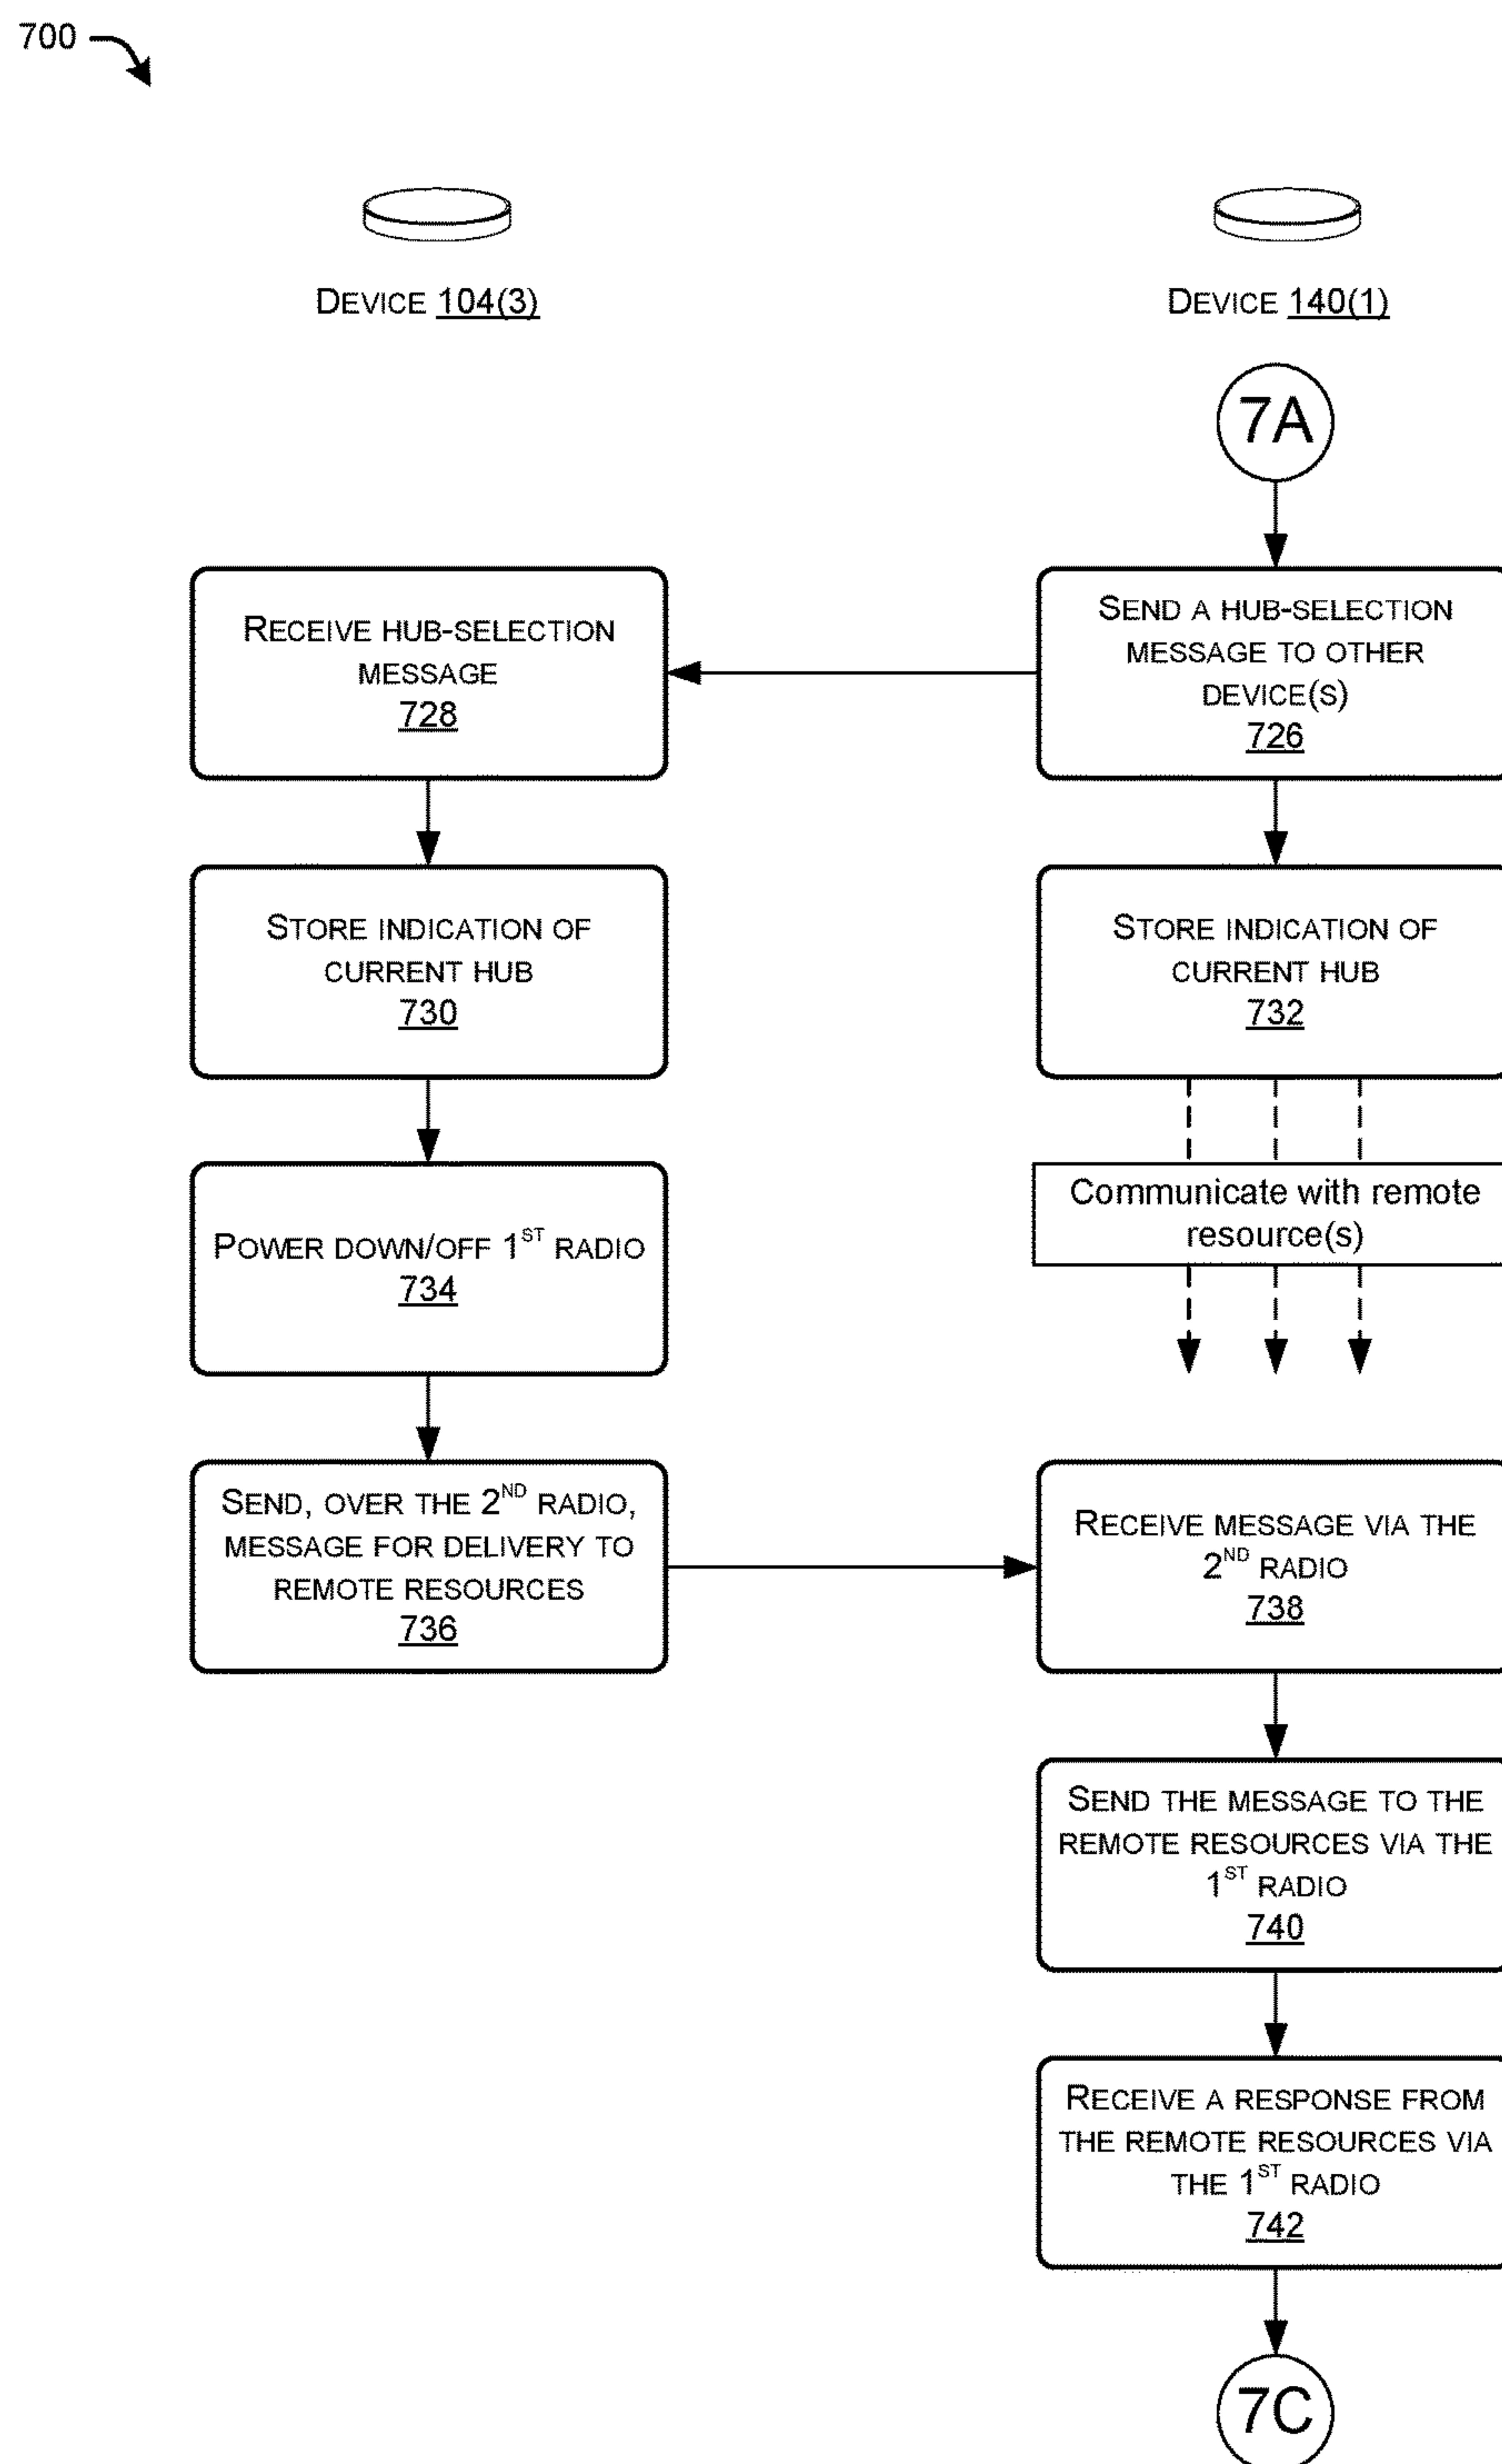 700
DEVICE 104(3)
DEVICE 140(1)
7A
RECEIVE HUB-SELECTION
MESSAGE
728
SEND A HUB-SELECTION
MESSAGE TO OTHER
DEVICE(S)
726
STORE INDICATION OF
CURRENT HUB
730
STORE INDICATION OF
CURRENT HUB
732
POWER DOWN/OFF 1ST RADIO
734
Communicate with remote
resource(s)
SEND, OVER THE 2ND RADIO,
MESSAGE FOR DELIVERY TO
REMOTE RESOURCES
736
RECEIVE MESSAGE VIA THE
2ND RADIO
738
SEND THE MESSAGE TO THE
REMOTE RESOURCES VIA THE
1ST RADIO
740
RECEIVE A RESPONSE FROM
THE REMOTE RESOURCES VIA
THE 1ST RADIO
742
7C